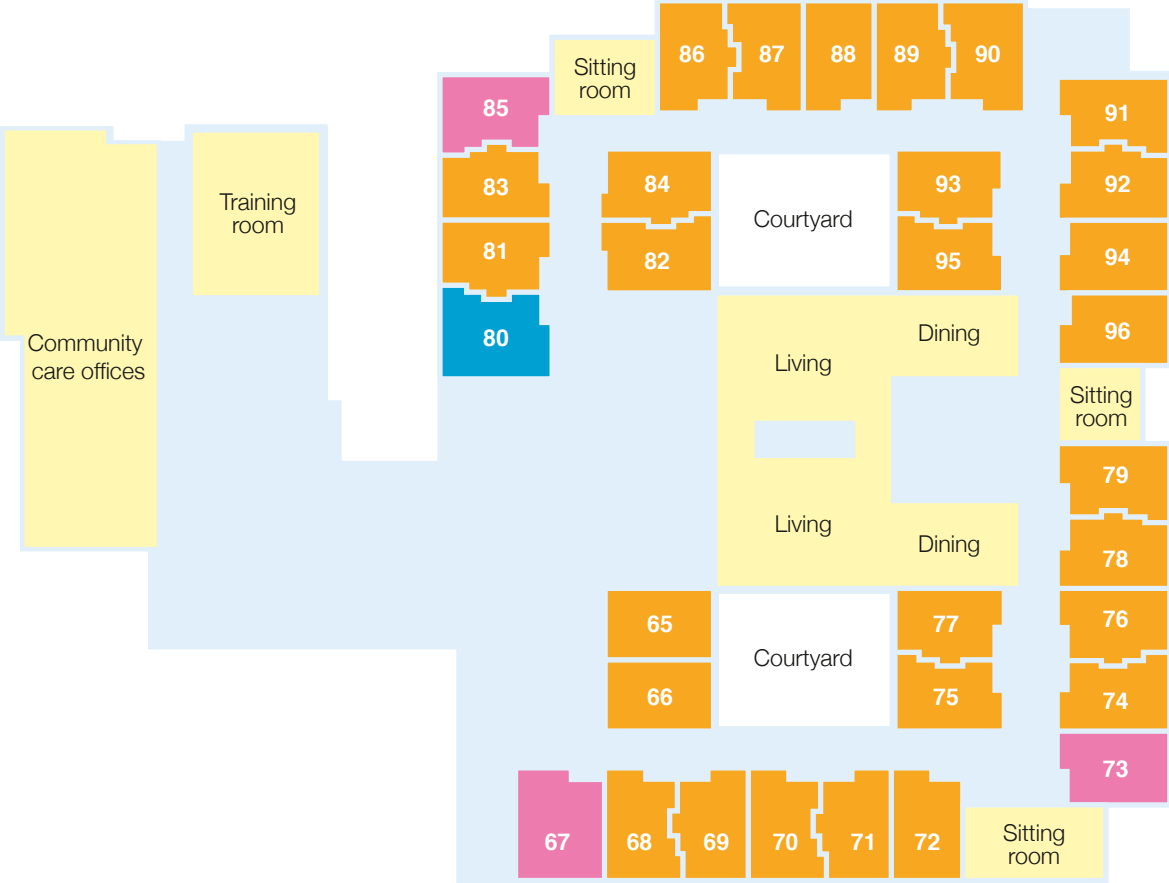 86
87
88
89
90
Sitting
room
85
91
83
84
93
92
Training
room
Courtyard
81
82
95
94
80
Dining
96
Community
care offices
Living
Sitting
room
79
Living
Dining
78
65
77
76
Courtyard
66
75
74
73
67
68
69
70
71
72
Sitting
room